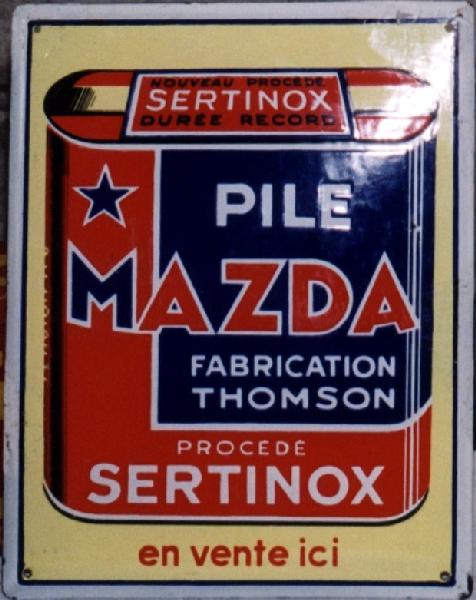 NOUVEAU PROCÉDÉ
SERTINOX
DURÉE RECORD
PILE
MAZDA
FABRICATION
THOMSON
PROCÉDÉ
SERTINOX
en vente ici